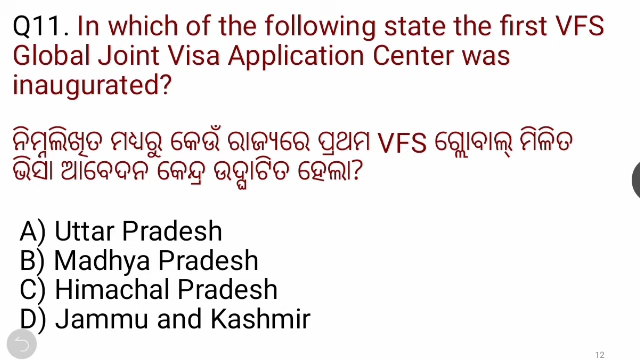 Q11. In which of the following state the first VFS
Global Joint Visa Application Center was
inaugurated?
ନିମ୍ନଲିଖିତ ମଧ୍ୟରୁ କେଉଁ ରାଜ୍ୟରେ ପ୍ରଥମ VFS ଗ୍ଲୋବାଲ୍ ମିଳିତ
ଭିସା ଆବେଦନ କେନ୍ଦ୍ର ଉଦ୍ଘାଟିତ ହେଲା?
A) Uttar Pradesh
B) Madhya Pradesh
C) Himachal Pradesh
D) Jammu and Kashmir
12